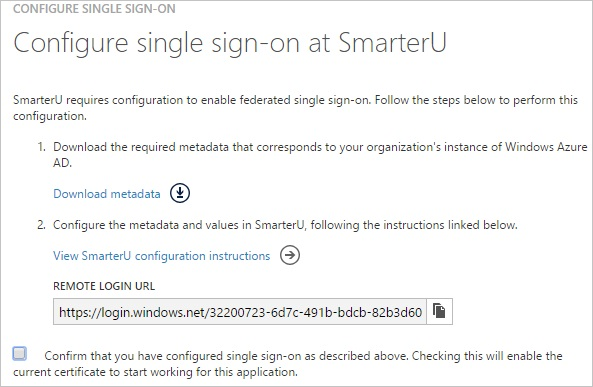 CONFIGURE SINGLE SIGN-ON
Configure single sign-on at SmarterU
SmarterU requires configuration to enable federated single sign-on. Follow the steps below to perform this
configuration.
1. Download the required metadata that corresponds to your organization's instance of Windows Azure
AD.
Download metadata
2. Configure the metadata and values in SmarterU, following the instructions linked below.
View SmarterU configuration instructions
REMOTE LOGIN URL
https://login.windows.net/32200723-6d7c-491b-bdcb-82b3d60
Confirm that you have configured single sign-on as described above. Checking this will enable the
current certificate to start working for this application.